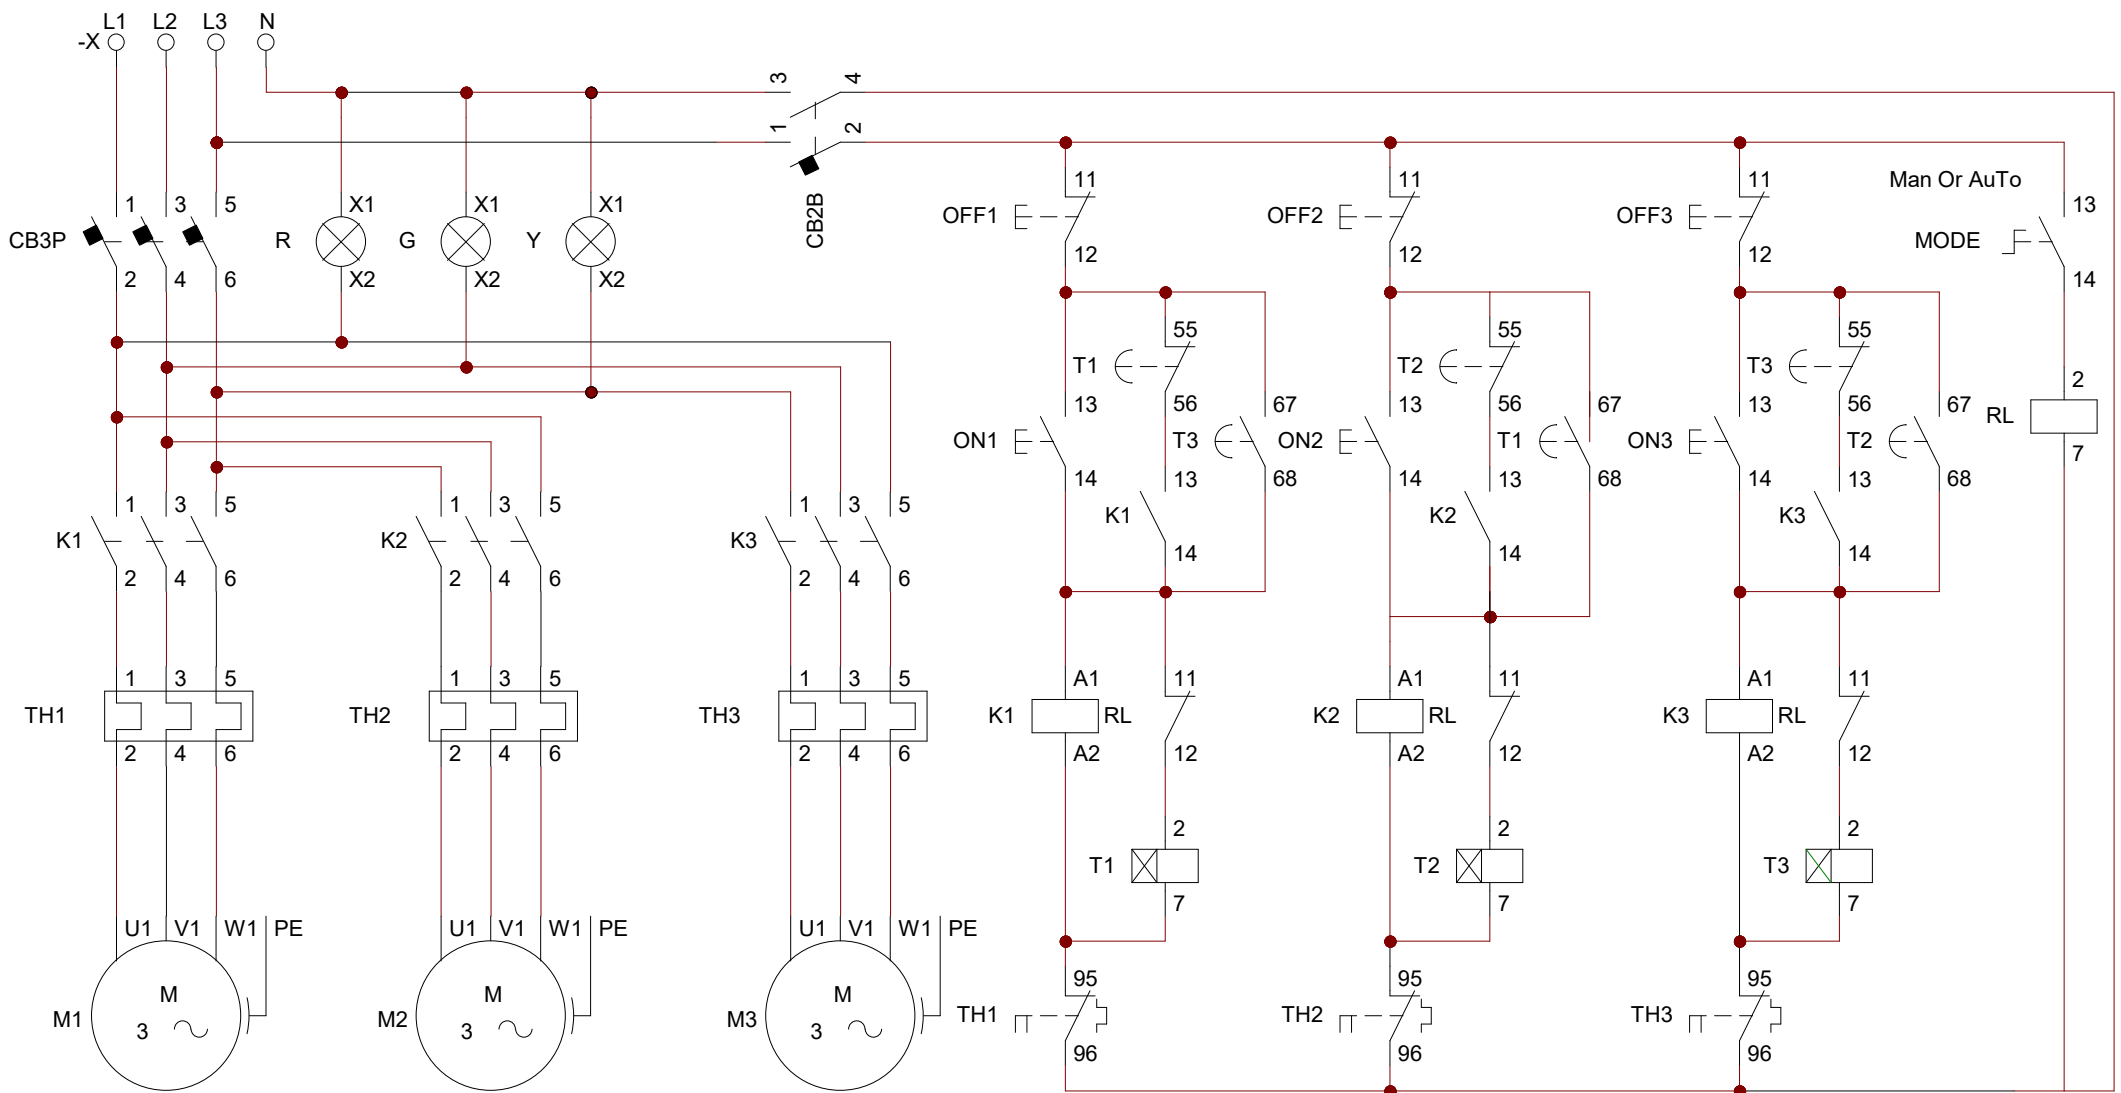 L1 L2 L3 N
-X
3 4
1 2
CB2B
Man Or AuTo
1 3 5 X1 X1 X1 11 11 11 13
CB3P R G Y OFF1 OFF2 OFF3 MODE
2 4 6 X2 X2 X2 12 12 12 14
55 55 55
T1 T2 T3 2
13 56 67 13 56 67 13 56 67 RL
ON1 T3 ON2 T1 ON3 T2 7
14 13 68 14 13 68 14 13 68
1 3 5 1 3 5 1 3 5
K1 K2 K3 K1 K2 K3
2 4 6 2 4 6 2 4 6 14 14 14
1 3 5 1 3 5 1 3 5 A1 11 A1 11 A1 11
TH1 TH2 TH3 K1 RL K2 RL K3 RL
2 4 6 2 4 6 2 4 6 A2 12 A2 12 A2 12
2 2 2
T1 T2 T3
7 7 7
U1 V1 W1 PE U1 V1 W1 PE U1 V1 W1 PE
95 95 95
M M M
M1 M2 M3 TH1 TH2 TH3
3 3 3
96 96 96